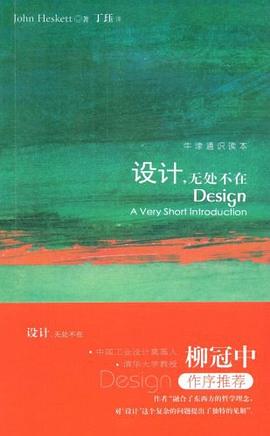 John Heskett ◎著 / 丁珏 译
牛津通识读本
设计,无处不在
Design
A Very Short Introduction
设计,无处不在
• 中国工业设计奠基人
• 清华大学教授
柳冠中
Design 作序推荐
作者“融合了东西方的哲学理念,
对‘设计’这个复杂的问题提出了独特的见解”.